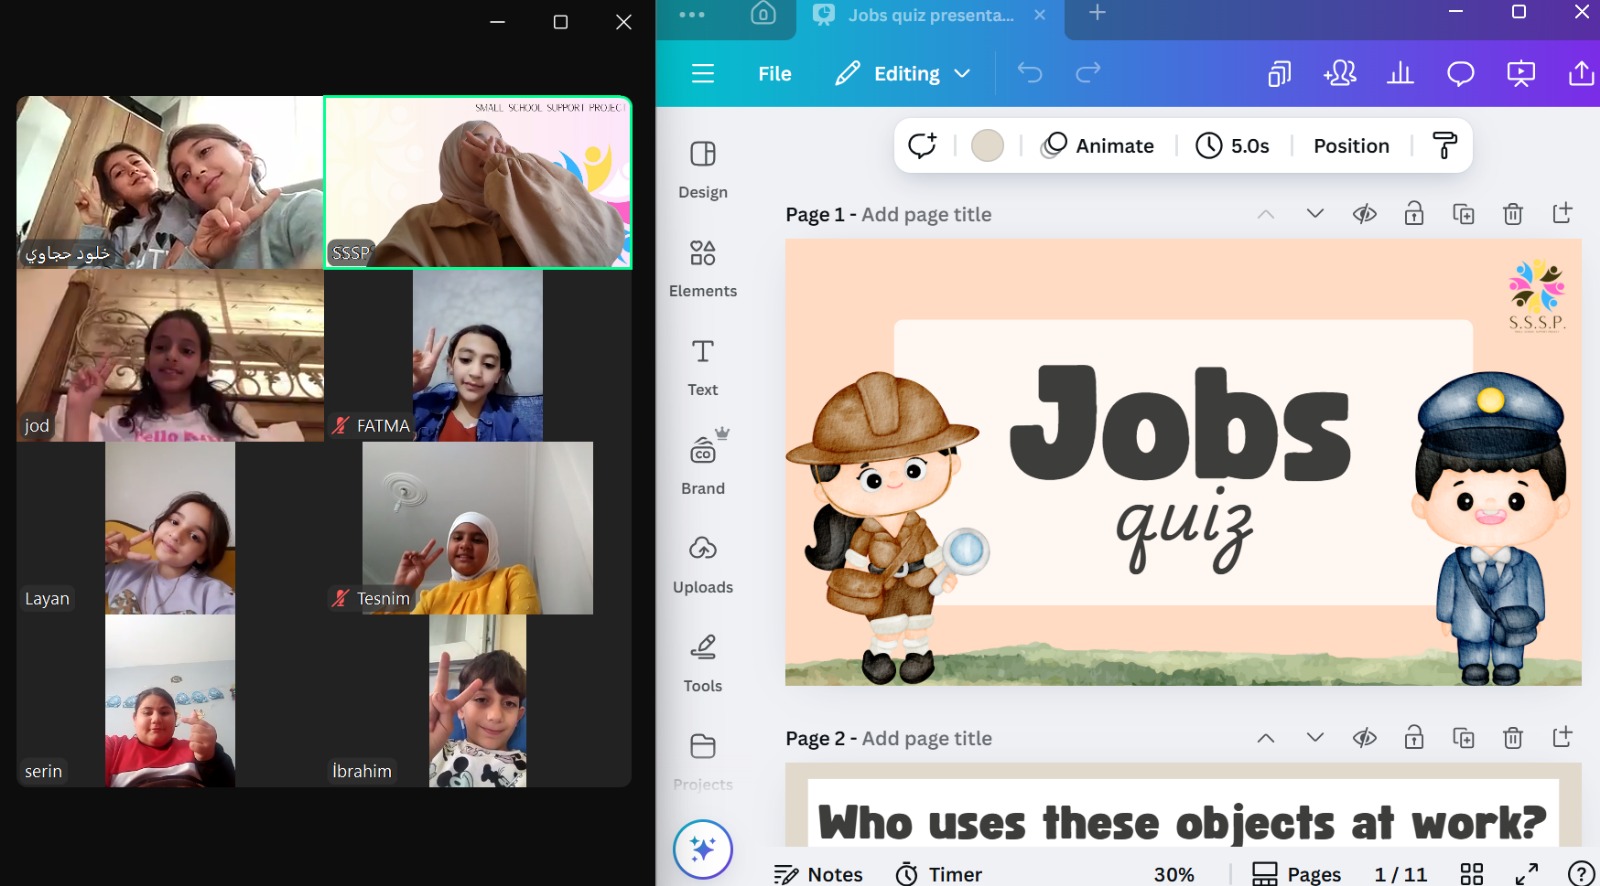 SMALL SCHOOL SUPPORT PROJECT
خلود حجاوي
SSSP
jod
FATMA
Layan
Tesnim
serin
İbrahim
Jobs quiz presenta...
File
Editing
Animate
5.0s
Position
Design
Elements
Text
Brand
Uploads
Tools
Projects
Page 1 - Add page title
S.S.S.P.
Jobs
quiz
Page 2 - Add page title
Who uses these objects at work?
Notes
Timer
30%
Pages
1 / 11